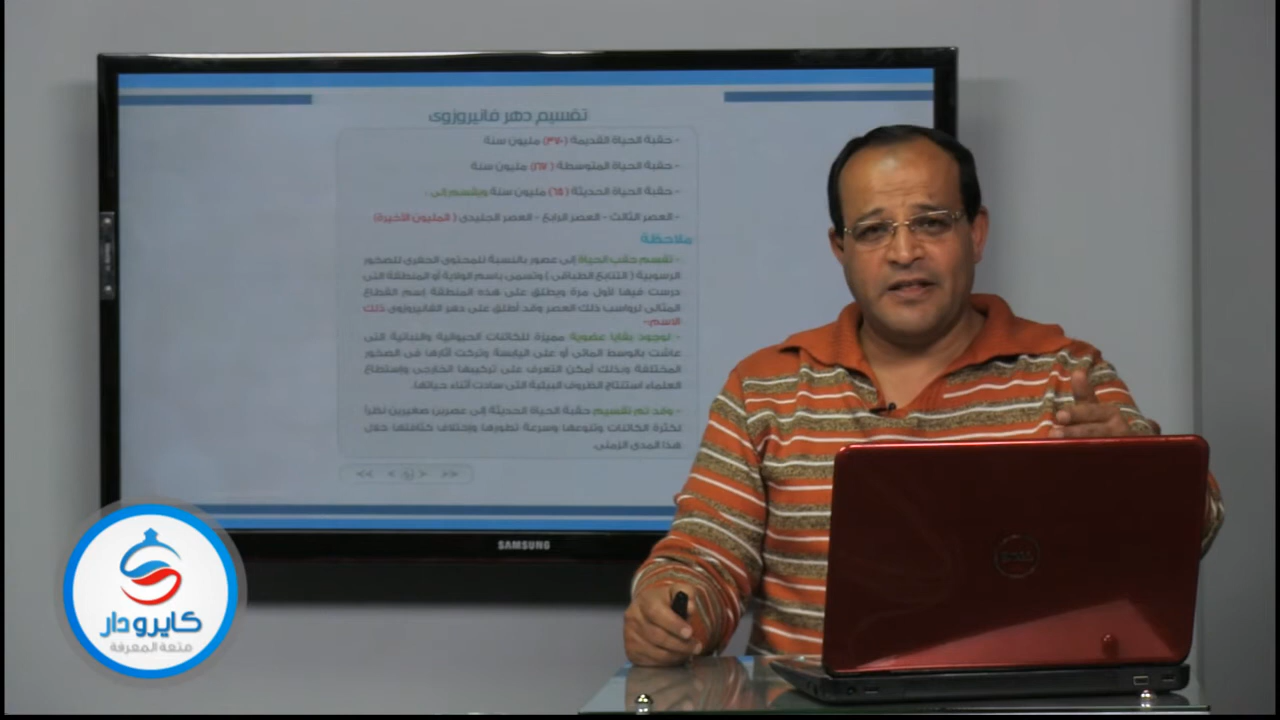 تقسيم دهر فانيروزوى
- حقبة الحياة القديمة (٣٧٠) مليون سنة
- حقبة الحياة المتوسطة (١٦٧) مليون سنة
- حقبة الحياة الحديثة (٦٥) مليون سنة ويقسم إلى :
- العصر الثالث - العصر الرابع - العصر الجليدى ( المليون الأخيرة)
ملاحظة
- تقسم حقب الحياة إلى عصور بالنسبة للمحتوى الحفرى للصخور
الرسوبية ( التتابع الطباقى ) وتسمى باسم الولاية أو المنطقة التى
درست فيها لأول مرة ويطلق على هذه المنطقة إسم القطاع
المثالى لرواسب ذلك العصر وقد أطلق على دهر الفانيروزوى ذلك
الاسم:-
- لوجود بقايا عضوية مميزة للكائنات الحيوانية والنباتية التى
عاشت بالوسط المائى أو على اليابسة وتركت آثارها فى الصخور
المختلفة وبذلك أمكن التعرف على تركيبها الخارجى وإستطاع
العلماء استنتاج الظروف البيئية التى سادت أثناء حياتها.
- وقد تم تقسيم حقبة الحياة الحديثة إلى عصرين صغيرين نظراً
لكثرة الكائنات وتنوعها وسرعة تطورها وإختلاف كثافتها خلال
هذا المدى الزمنى.
SAMSUNG
كايرودار
متعة المعرفة
DELL